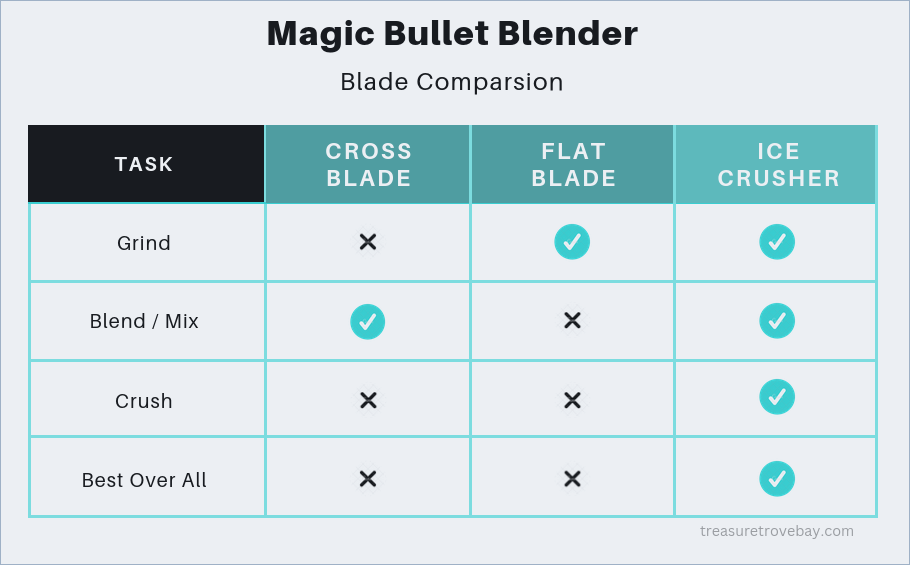 Magic Bullet Blender
Blade Comparsion
TASK
CROSS
BLADE
FLAT
BLADE
ICE
CRUSHER
Grind
Blend / Mix
Crush
Best Over All
treasuretrovebay.com